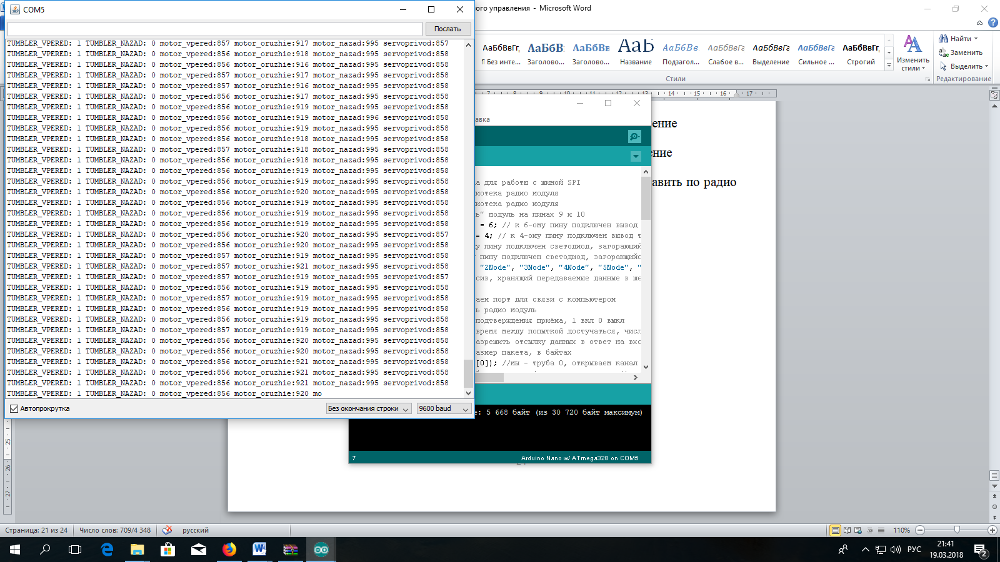 COM5
Послать
TUMBLER_VPERED: 1 TUMBLER_NAZAD: 0 motor_vpered:857 motor_oruzhie:917 motor_nazad:995 servoprivod:857
TUMBLER_VPERED: 1 TUMBLER_NAZAD: 0 motor_vpered:856 motor_oruzhie:918 motor_nazad:995 servoprivod:858
TUMBLER_VPERED: 1 TUMBLER_NAZAD: 0 motor_vpered:856 motor_oruzhie:916 motor_nazad:995 servoprivod:858
TUMBLER_VPERED: 1 TUMBLER_NAZAD: 0 motor_vpered:857 motor_oruzhie:917 motor_nazad:995 servoprivod:858
TUMBLER_VPERED: 1 TUMBLER_NAZAD: 0 motor_vpered:857 motor_oruzhie:916 motor_nazad:995 servoprivod:858
TUMBLER_VPERED: 1 TUMBLER_NAZAD: 0 motor_vpered:856 motor_oruzhie:917 motor_nazad:995 servoprivod:858
TUMBLER_VPERED: 1 TUMBLER_NAZAD: 0 motor_vpered:856 motor_oruzhie:919 motor_nazad:995 servoprivod:858
TUMBLER_VPERED: 1 TUMBLER_NAZAD: 0 motor_vpered:856 motor_oruzhie:919 motor_nazad:996 servoprivod:858
TUMBLER_VPERED: 1 TUMBLER_NAZAD: 0 motor_vpered:856 motor_oruzhie:919 motor_nazad:995 servoprivod:858
TUMBLER_VPERED: 1 TUMBLER_NAZAD: 0 motor_vpered:856 motor_oruzhie:918 motor_nazad:995 servoprivod:858
TUMBLER_VPERED: 1 TUMBLER_NAZAD: 0 motor_vpered:857 motor_oruzhie:918 motor_nazad:995 servoprivod:858
TUMBLER_VPERED: 1 TUMBLER_NAZAD: 0 motor_vpered:856 motor_oruzhie:918 motor_nazad:995 servoprivod:858
TUMBLER_VPERED: 1 TUMBLER_NAZAD: 0 motor_vpered:856 motor_oruzhie:919 motor_nazad:995 servoprivod:858
TUMBLER_VPERED: 1 TUMBLER_NAZAD: 0 motor_vpered:856 motor_oruzhie:919 motor_nazad:995 servoprivod:858
TUMBLER_VPERED: 1 TUMBLER_NAZAD: 0 motor_vpered:856 motor_oruzhie:920 motor_nazad:995 servoprivod:858
TUMBLER_VPERED: 1 TUMBLER_NAZAD: 0 motor_vpered:856 motor_oruzhie:919 motor_nazad:995 servoprivod:858
TUMBLER_VPERED: 1 TUMBLER_NAZAD: 0 motor_vpered:856 motor_oruzhie:919 motor_nazad:995 servoprivod:858
TUMBLER_VPERED: 1 TUMBLER_NAZAD: 0 motor_vpered:856 motor_oruzhie:919 motor_nazad:995 servoprivod:858
TUMBLER_VPERED: 1 TUMBLER_NAZAD: 0 motor_vpered:856 motor_oruzhie:920 motor_nazad:995 servoprivod:857
TUMBLER_VPERED: 1 TUMBLER_NAZAD: 0 motor_vpered:856 motor_oruzhie:920 motor_nazad:995 servoprivod:858
TUMBLER_VPERED: 1 TUMBLER_NAZAD: 0 motor_vpered:857 motor_oruzhie:919 motor_nazad:995 servoprivod:858
TUMBLER_VPERED: 1 TUMBLER_NAZAD: 0 motor_vpered:857 motor_oruzhie:921 motor_nazad:995 servoprivod:858
TUMBLER_VPERED: 1 TUMBLER_NAZAD: 0 motor_vpered:856 motor_oruzhie:919 motor_nazad:995 servoprivod:857
TUMBLER_VPERED: 1 TUMBLER_NAZAD: 0 motor_vpered:856 motor_oruzhie:919 motor_nazad:995 servoprivod:858
TUMBLER_VPERED: 1 TUMBLER_NAZAD: 0 motor_vpered:857 motor_oruzhie:919 motor_nazad:995 servoprivod:858
TUMBLER_VPERED: 1 TUMBLER_NAZAD: 0 motor_vpered:856 motor_oruzhie:919 motor_nazad:995 servoprivod:858
TUMBLER_VPERED: 1 TUMBLER_NAZAD: 0 motor_vpered:856 motor_oruzhie:919 motor_nazad:995 servoprivod:858
TUMBLER_VPERED: 1 TUMBLER_NAZAD: 0 motor_vpered:857 motor_oruzhie:919 motor_nazad:995 servoprivod:858
TUMBLER_VPERED: 1 TUMBLER_NAZAD: 0 motor_vpered:856 motor_oruzhie:920 motor_nazad:995 servoprivod:858
TUMBLER_VPERED: 1 TUMBLER_NAZAD: 0 motor_vpered:856 motor_oruzhie:920 motor_nazad:995 servoprivod:858
TUMBLER_VPERED: 1 TUMBLER_NAZAD: 0 motor_vpered:856 motor_oruzhie:921 motor_nazad:995 servoprivod:858
TUMBLER_VPERED: 1 TUMBLER_NAZAD: 0 motor_vpered:856 motor_oruzhie:921 motor_nazad:995 servoprivod:858
TUMBLER_VPERED: 1 TUMBLER_NAZAD: 0 motor_vpered:856 motor_oruzhie:921 motor_nazad:995 servoprivod:858
TUMBLER_VPERED: 1 TUMBLER_NAZAD: 0 motor_vpered:856 motor_oruzhie:920 mo
Автопрокрутка
Без окончания строки
9600 baud
ного управления - Microsoft Word
АаБбВвГг, АаБбВ: АаБбВв АаБ АаБбВв АаБбВвГг АаБбВвГг АаБбВвГг АаБбВвГг,
¶ Без инте... Заголово... Заголово... Название Подзагол... Слабое в... Выделение Сильное ... Строгий
Изменить
стили
Найти
Заменить
Выделить
Стили
Редактирование
7 8 9 10 11 12 13 14 15 16 17
ение
ение
авить по радио
авка
а для работы с шиной SPI
иотека радио модуля
иотека радио модуля
ь" модуль на пинах 9 и 10
= 6; // к 6-ому пину подключен вывод
= 4; // к 4-ому пину подключен вывод т
у пину подключен светодиод, загорающий
пину подключен светодиод, загорающийс
"2Node", "3Node", "4Node", "5Node", "
сив, хранящий передаваемые данные в ше
аем порт для связи с компьютером
ь радио модуль
подтверждения приёма, 1 вкл 0 выкл
время между попыткой достучаться, числ
азрешить отсылку данных в ответ на вхо
азмер пакета, в байтах
[0]); //мы - труба 0, открываем канал
е: 5 668 байт (из 30 720 байт максимум)
7
Arduino Nano w/ ATmega328 on COM5
25
26
27
Страница: 21 из 24
Число слов: 709/4 348
русский
110%
РУС
21:41
19.03.2018
2